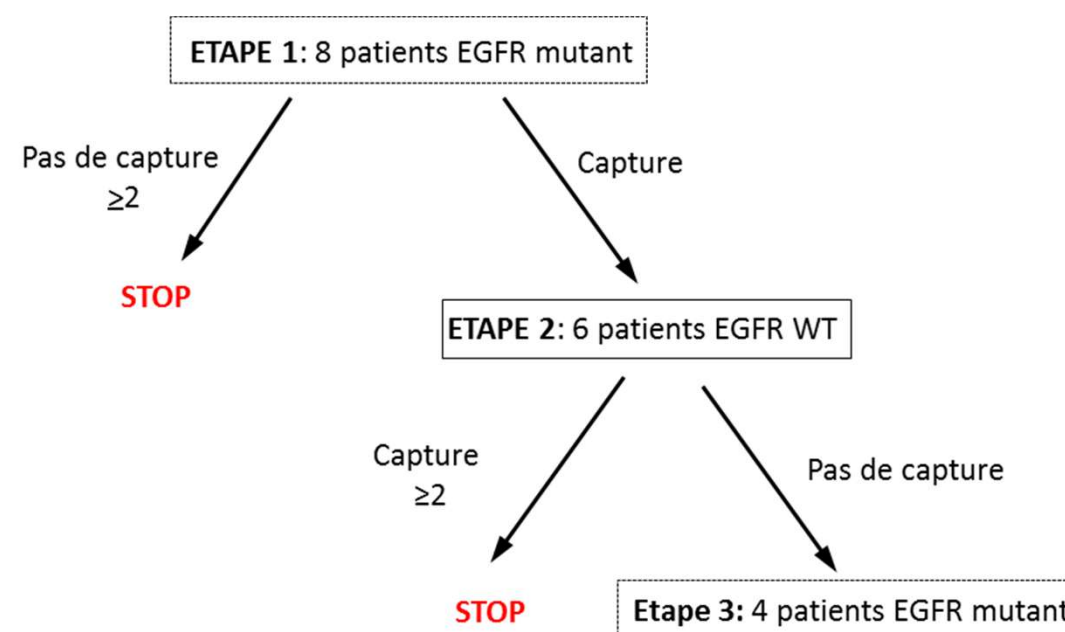 ETAPE 1: 8 patients EGFR mutant
Pas de capture
≥2
Capture
STOP
ETAPE 2: 6 patients EGFR WT
Capture
≥2
Pas de capture
STOP
Etape 3: 4 patients EGFR mutant